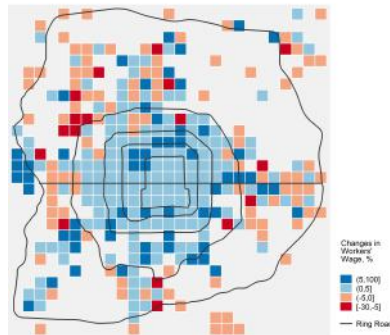 Changes in
Workers'
Wage, %
(5,100]
(0,5]
(-5,0]
[-30,-5]
Ring Road